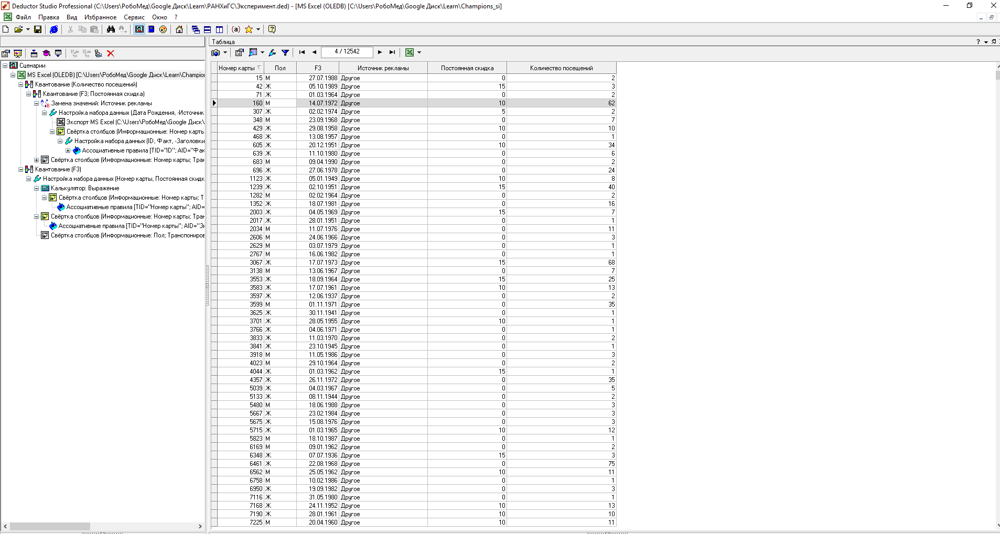 Deductor Studio Professional (C:\Users\РобоМед\Google Диск\Learn\РАНХиГС\Эксперимент.ded) - [MS Excel (OLEDB) [C:\Users\РобоМед\Google Диск\Learn\Champions_si]
Файл Правка Вид Избранное Сервис Окно ?
Таблица
4 / 12542
Сценарии
MS Excel (OLEDB) [C:\Users\РобоМед\Google Диск\Learn\Champio
Квантование (Количество посещений)
Квантование (F3; Постоянная скидка)
Замена значений: Источник рекламы
Настройка набора данных (Дата Рождения, -Источник
Экспорт MS Excel (C:\Users\РобоМед\Google Диск\
Свёртка столбцов (Информационные: Номер карть
Настройка набора данных (ID, Факт, -Заголовки
Ассоциативные правила [TID="ID"; AID="Фак
Свёртка столбцов (Информационные: Номер карты; Тран
Квантование (F3)
Настройка набора данных (Номер карты, Постоянная скидк
Калькулятор: Выражение
Свёртка столбцов (Информационные: Номер карты; Т
Ассоциативные правила [TID="Номер карты"; AID=
Свёртка столбцов (Информационные: Номер карты; Тран
Ассоциативные правила [TID="Номер карты"; AID="Зн
Свёртка столбцов (Информационные: Пол; Транспониров
Номер карты Пол F3 Источник рекламы Постоянная скидка Количество посещений
15 М 27.07.1988 Другое 0 2
42 Ж 05.10.1989 Другое 15 3
71 Ж 01.03.1964 Другое 0 2
160 М 14.07.1972 Другое 10 62
307 Ж 02.02.1974 Другое 5 2
348 М 23.09.1968 Другое 0 7
429 Ж 29.08.1958 Другое 10 10
468 Ж 13.08.1957 Другое 0 1
605 Ж 20.12.1951 Другое 10 34
639 Ж 11.10.1980 Другое 0 6
683 М 09.04.1990 Другое 0 2
696 Ж 27.06.1978 Другое 0 24
1123 Ж 05.01.1949 Другое 10 8
1239 Ж 02.10.1951 Другое 15 40
1282 М 02.02.1964 Другое 0 2
1352 Ж 18.07.1981 Другое 0 16
2003 Ж 04.05.1969 Другое 15 7
2017 Ж 28.01.1951 Другое 0 1
2034 М 11.07.1976 Другое 0 11
2606 М 24.06.1966 Другое 0 3
2629 М 03.07.1979 Другое 0 1
2767 М 16.06.1982 Другое 0 1
3067 Ж 17.07.1973 Другое 15 68
3138 М 13.06.1967 Другое 0 7
3553 Ж 18.09.1964 Другое 15 25
3583 Ж 17.07.1961 Другое 10 13
3597 Ж 12.06.1937 Другое 0 2
3599 М 01.11.1971 Другое 0 35
3625 Ж 30.11.1941 Другое 0 1
3701 Ж 28.05.1955 Другое 10 1
3766 Ж 04.06.1971 Другое 0 1
3833 Ж 11.03.1970 Другое 0 2
3841 Ж 23.10.1945 Другое 0 1
3918 М 11.05.1986 Другое 0 3
4023 Ж 29.10.1964 Другое 0 2
4044 Ж 01.03.1962 Другое 15 1
4357 Ж 26.11.1972 Другое 0 35
5039 Ж 04.03.1967 Другое 0 5
5133 Ж 08.11.1944 Другое 0 2
5480 М 18.06.1988 Другое 0 3
5667 Ж 23.02.1984 Другое 0 3
5675 Ж 15.08.1976 Другое 0 3
5715 Ж 01.03.1965 Другое 10 12
5823 М 18.10.1987 Другое 0 1
6169 М 09.01.1962 Другое 0 2
6348 Ж 07.07.1936 Другое 15 3
6461 Ж 22.08.1968 Другое 0 75
6562 М 25.05.1962 Другое 10 11
6758 М 10.02.1986 Другое 0 1
6950 Ж 19.09.1982 Другое 0 3
7116 Ж 31.05.1980 Другое 0 1
7168 Ж 24.11.1952 Другое 10 13
7190 Ж 28.01.1961 Другое 10 10
7225 М 20.04.1960 Другое 10 11